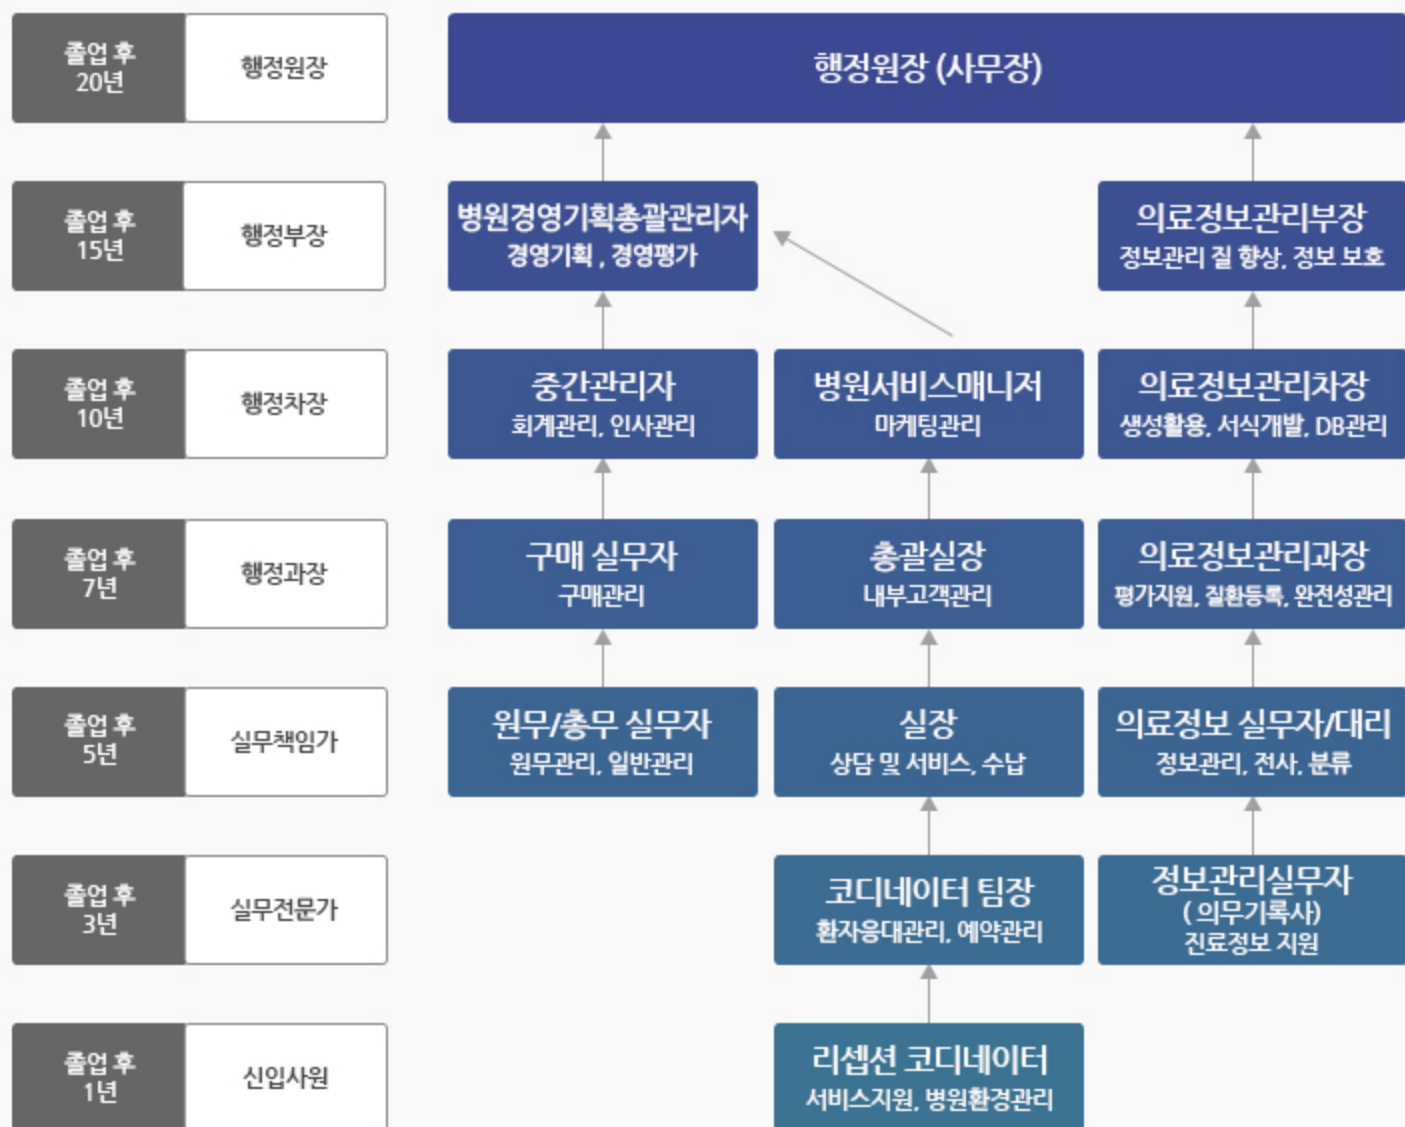 졸업 후
20년
행정원장
행정원장 (사무장)
졸업 후
15년
행정부장
병원경영기획총괄관리자
경영기획 , 경영평가
의료정보관리부장
정보관리 질 향상, 정보 보호
졸업 후
10년
행정차장
중간관리자
회계관리, 인사관리
병원서비스매니저
마케팅관리
의료정보관리차장
생성활용, 서식개발, DB관리
졸업 후
7년
행정과장
구매 실무자
구매관리
총괄실장
내부고객관리
의료정보관리과장
평가지원, 질환등록, 완전성관리
졸업 후
5년
실무책임가
원무/총무 실무자
원무관리, 일반관리
실장
상담 및 서비스, 수납
의료정보 실무자/대리
정보관리, 전사, 분류
졸업 후
3년
실무전문가
코디네이터 팀장
환자응대관리, 예약관리
정보관리실무자
( 의무기록사)
진료정보 지원
졸업 후
1년
신입사원
리셉션 코디네이터
서비스지원, 병원환경관리